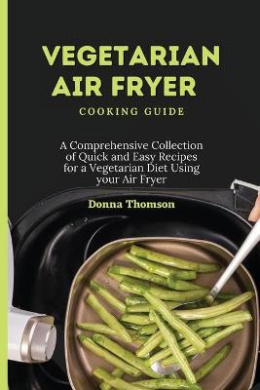 VEGETARIAN
AIR FRYER
COOKING GUIDE
A Comprehensive Collection
of Quick and Easy Recipes
for a Vegetarian Diet Using
your Air Fryer
Donna Thomson